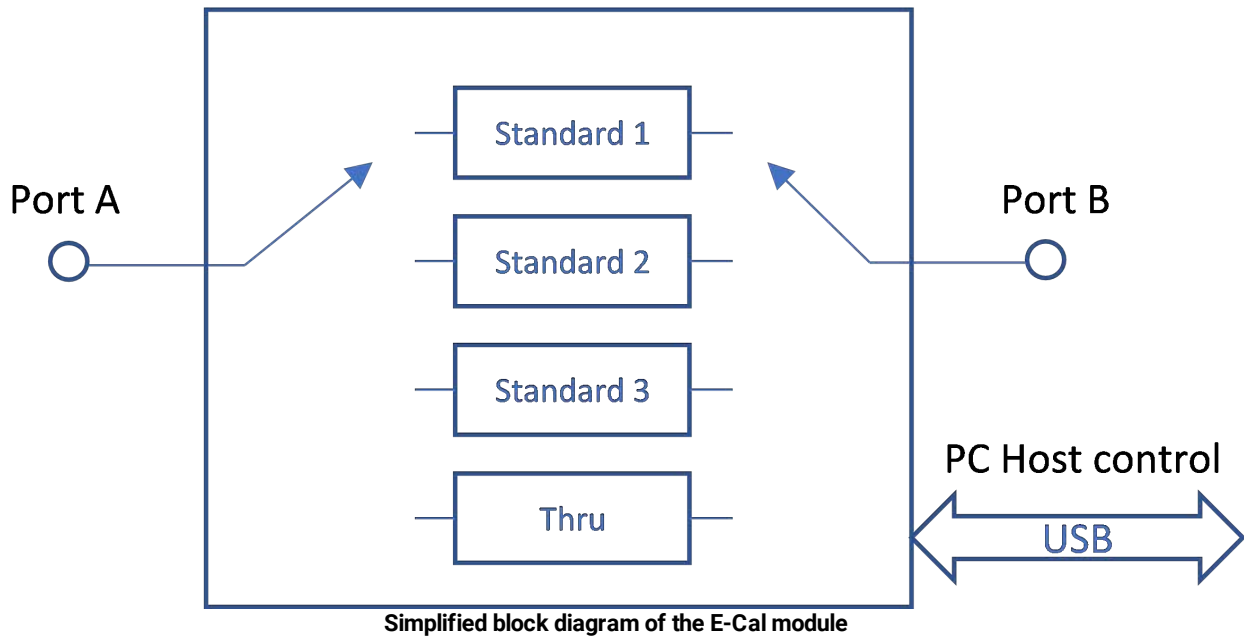 Standard 1
Port A
Port B
Standard 2
Standard 3
PC Host control
Thru
USB
Simplified block diagram of the E-Cal module